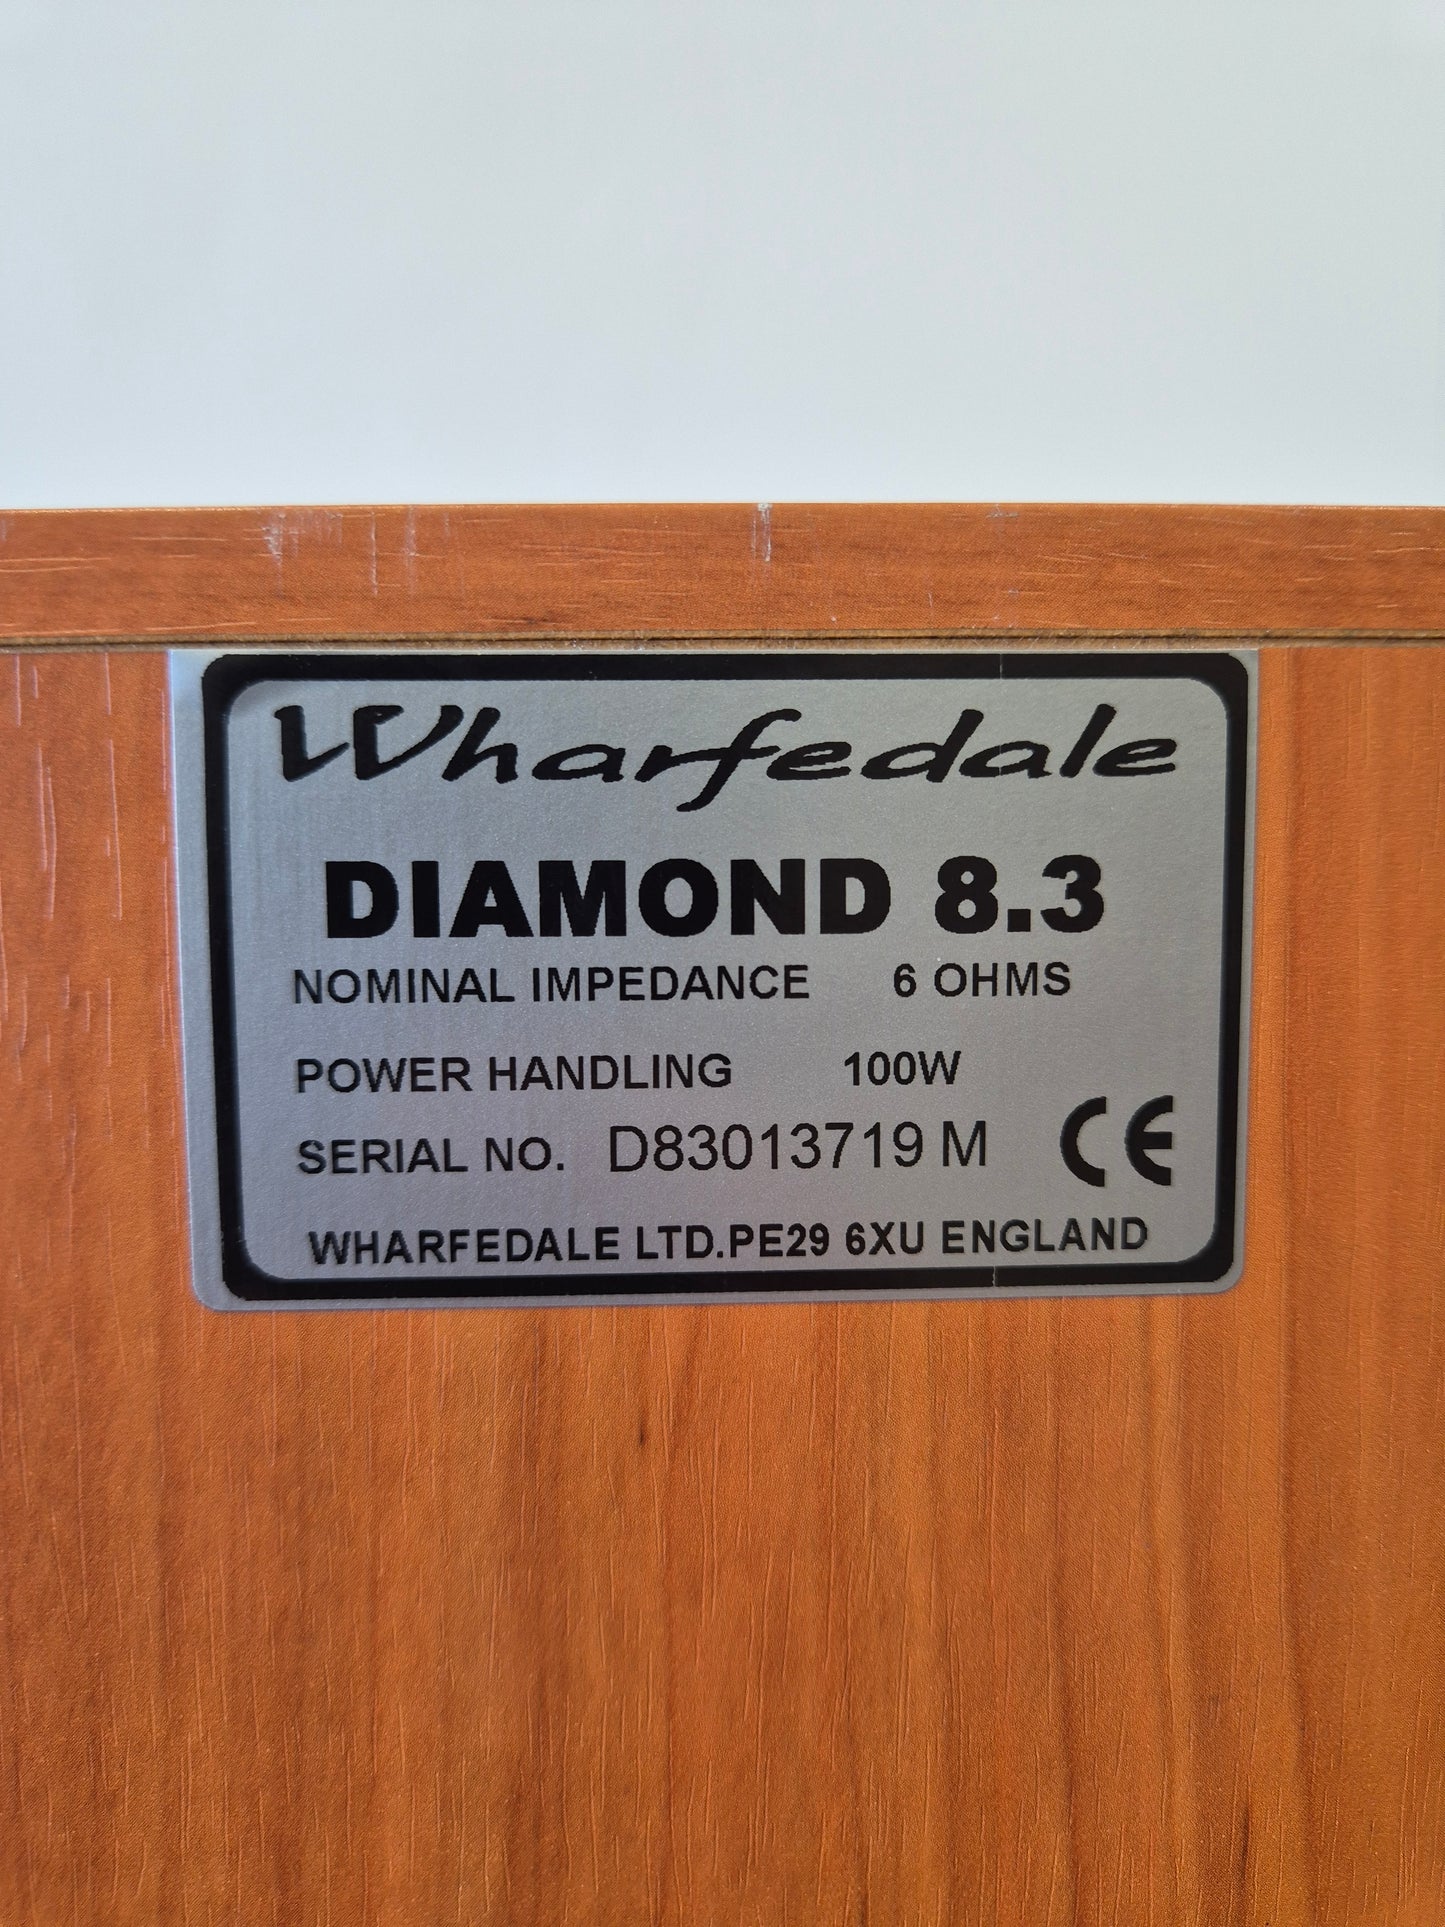 Wharfedale
DIAMOND 8.3
NOMINAL IMPEDANCE 6 OHMS
POWER HANDLING 100W
SERIAL NO. D83013719 M CE
WHARFEDALE LTD.PE29 6XU ENGLAND